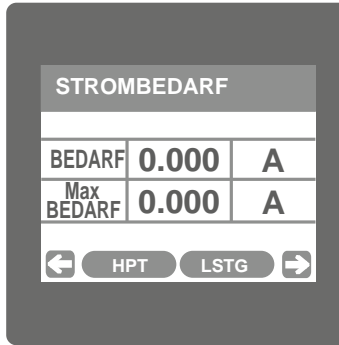 STROMBEDARF
BEDARF 0.000 A
Max
BEDARF 0.000 A
HPT LSTG